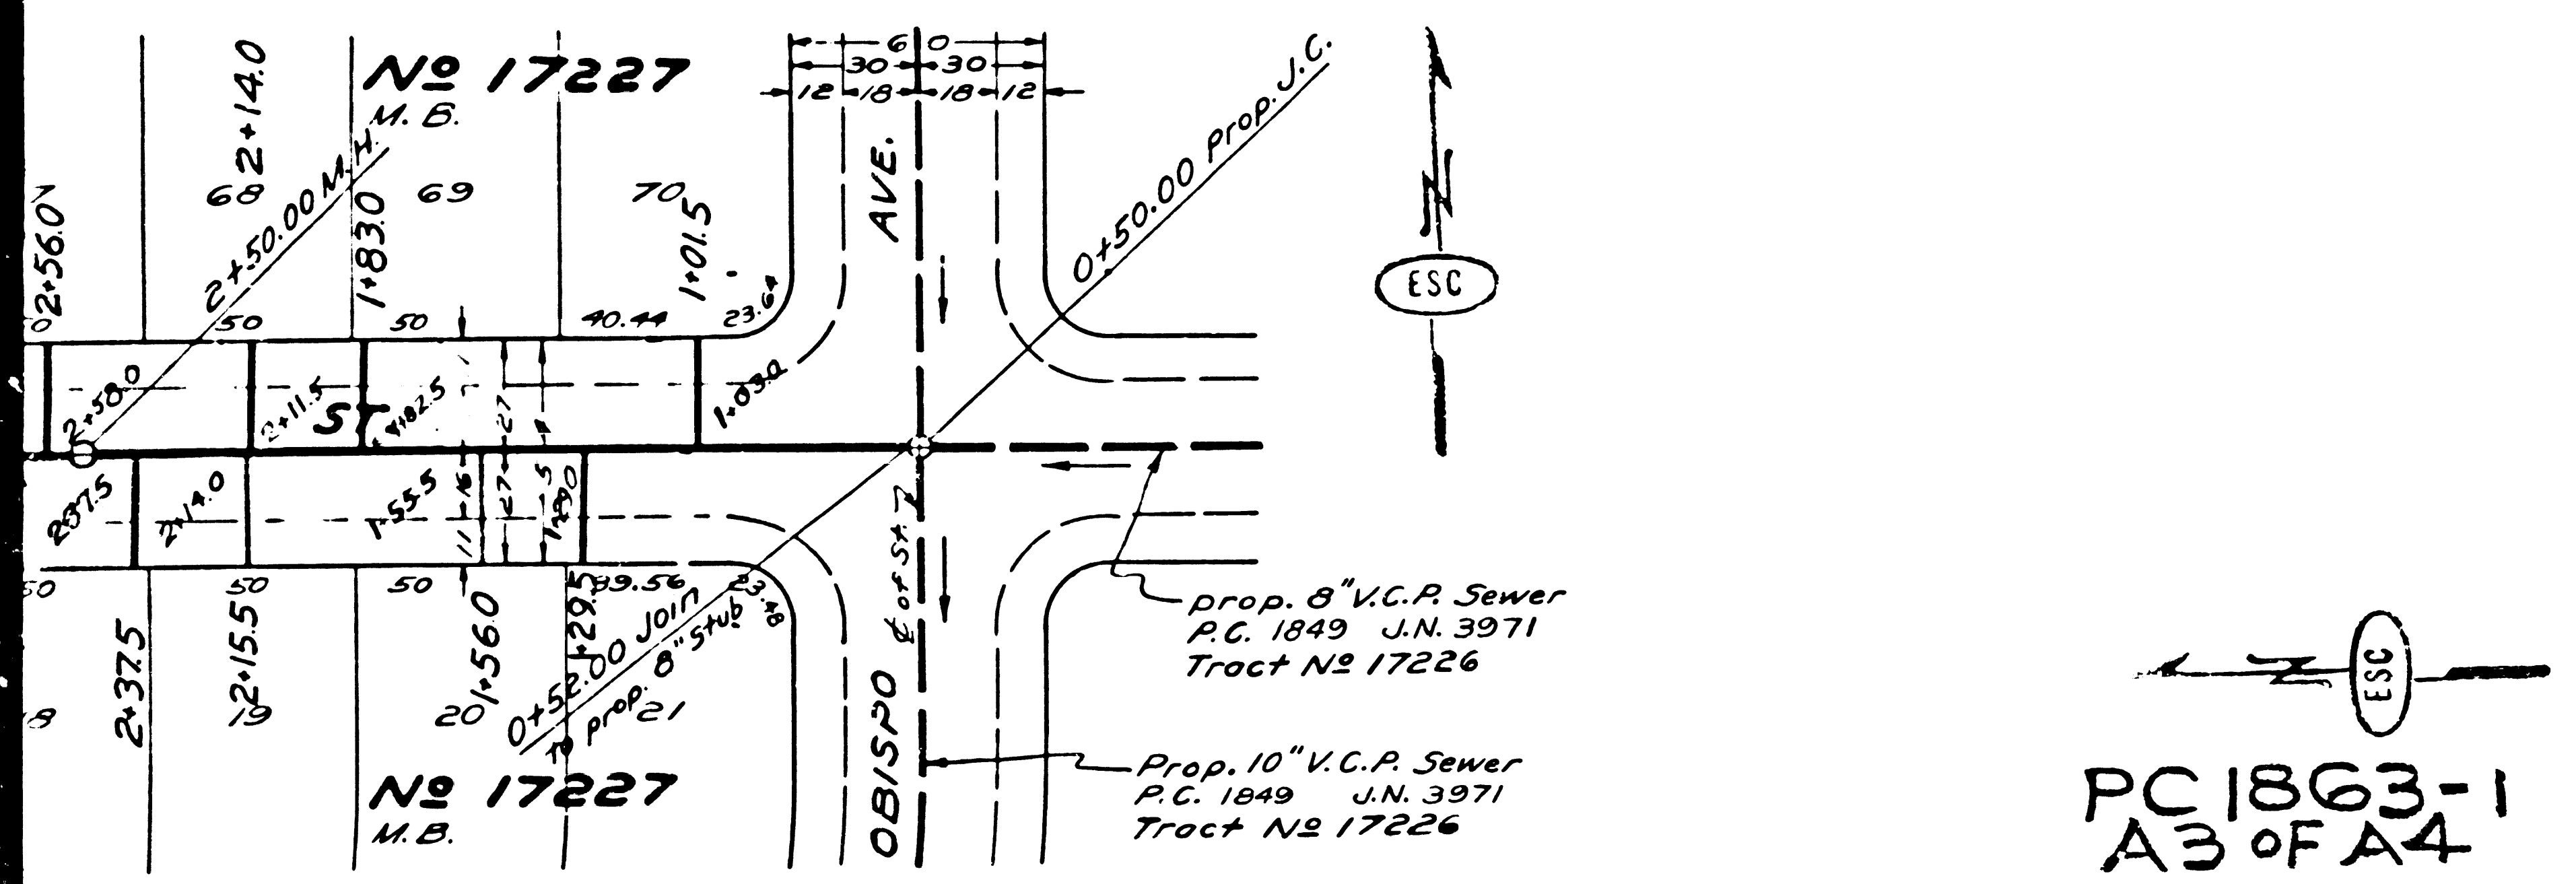 60
30 30
12 18 18 12
No 17227
M. B.
2+14.0
2+50.00 M.H.
68 69 70
2+56.0
1+83.0
1+01.5
AVE.
0+50.00 Prop. J.C.
ESC
50 50 40.44 23.64
2+58.0
2+11.5
ST
1+82.5
1+03.0
27
237.5
2+14.0
1+55.5
11 16 27 5
1+29.0
¢ of St.
50 50 39.56 23.48
2+37.5
2+15.5
1+56.0
1+29.5
0+52.00 JOIN
prop. 8" Stub
19 20 21
OBISPO
prop. 8" V.C.P. Sewer
P.C. 1849 J.N. 3971
Tract No 17226
Prop. 10" V.C.P. Sewer
P.C. 1849 J.N. 3971
Tract No 17226
No 17227
M.B.
ESC
PC 1863-1
A3 OF A4